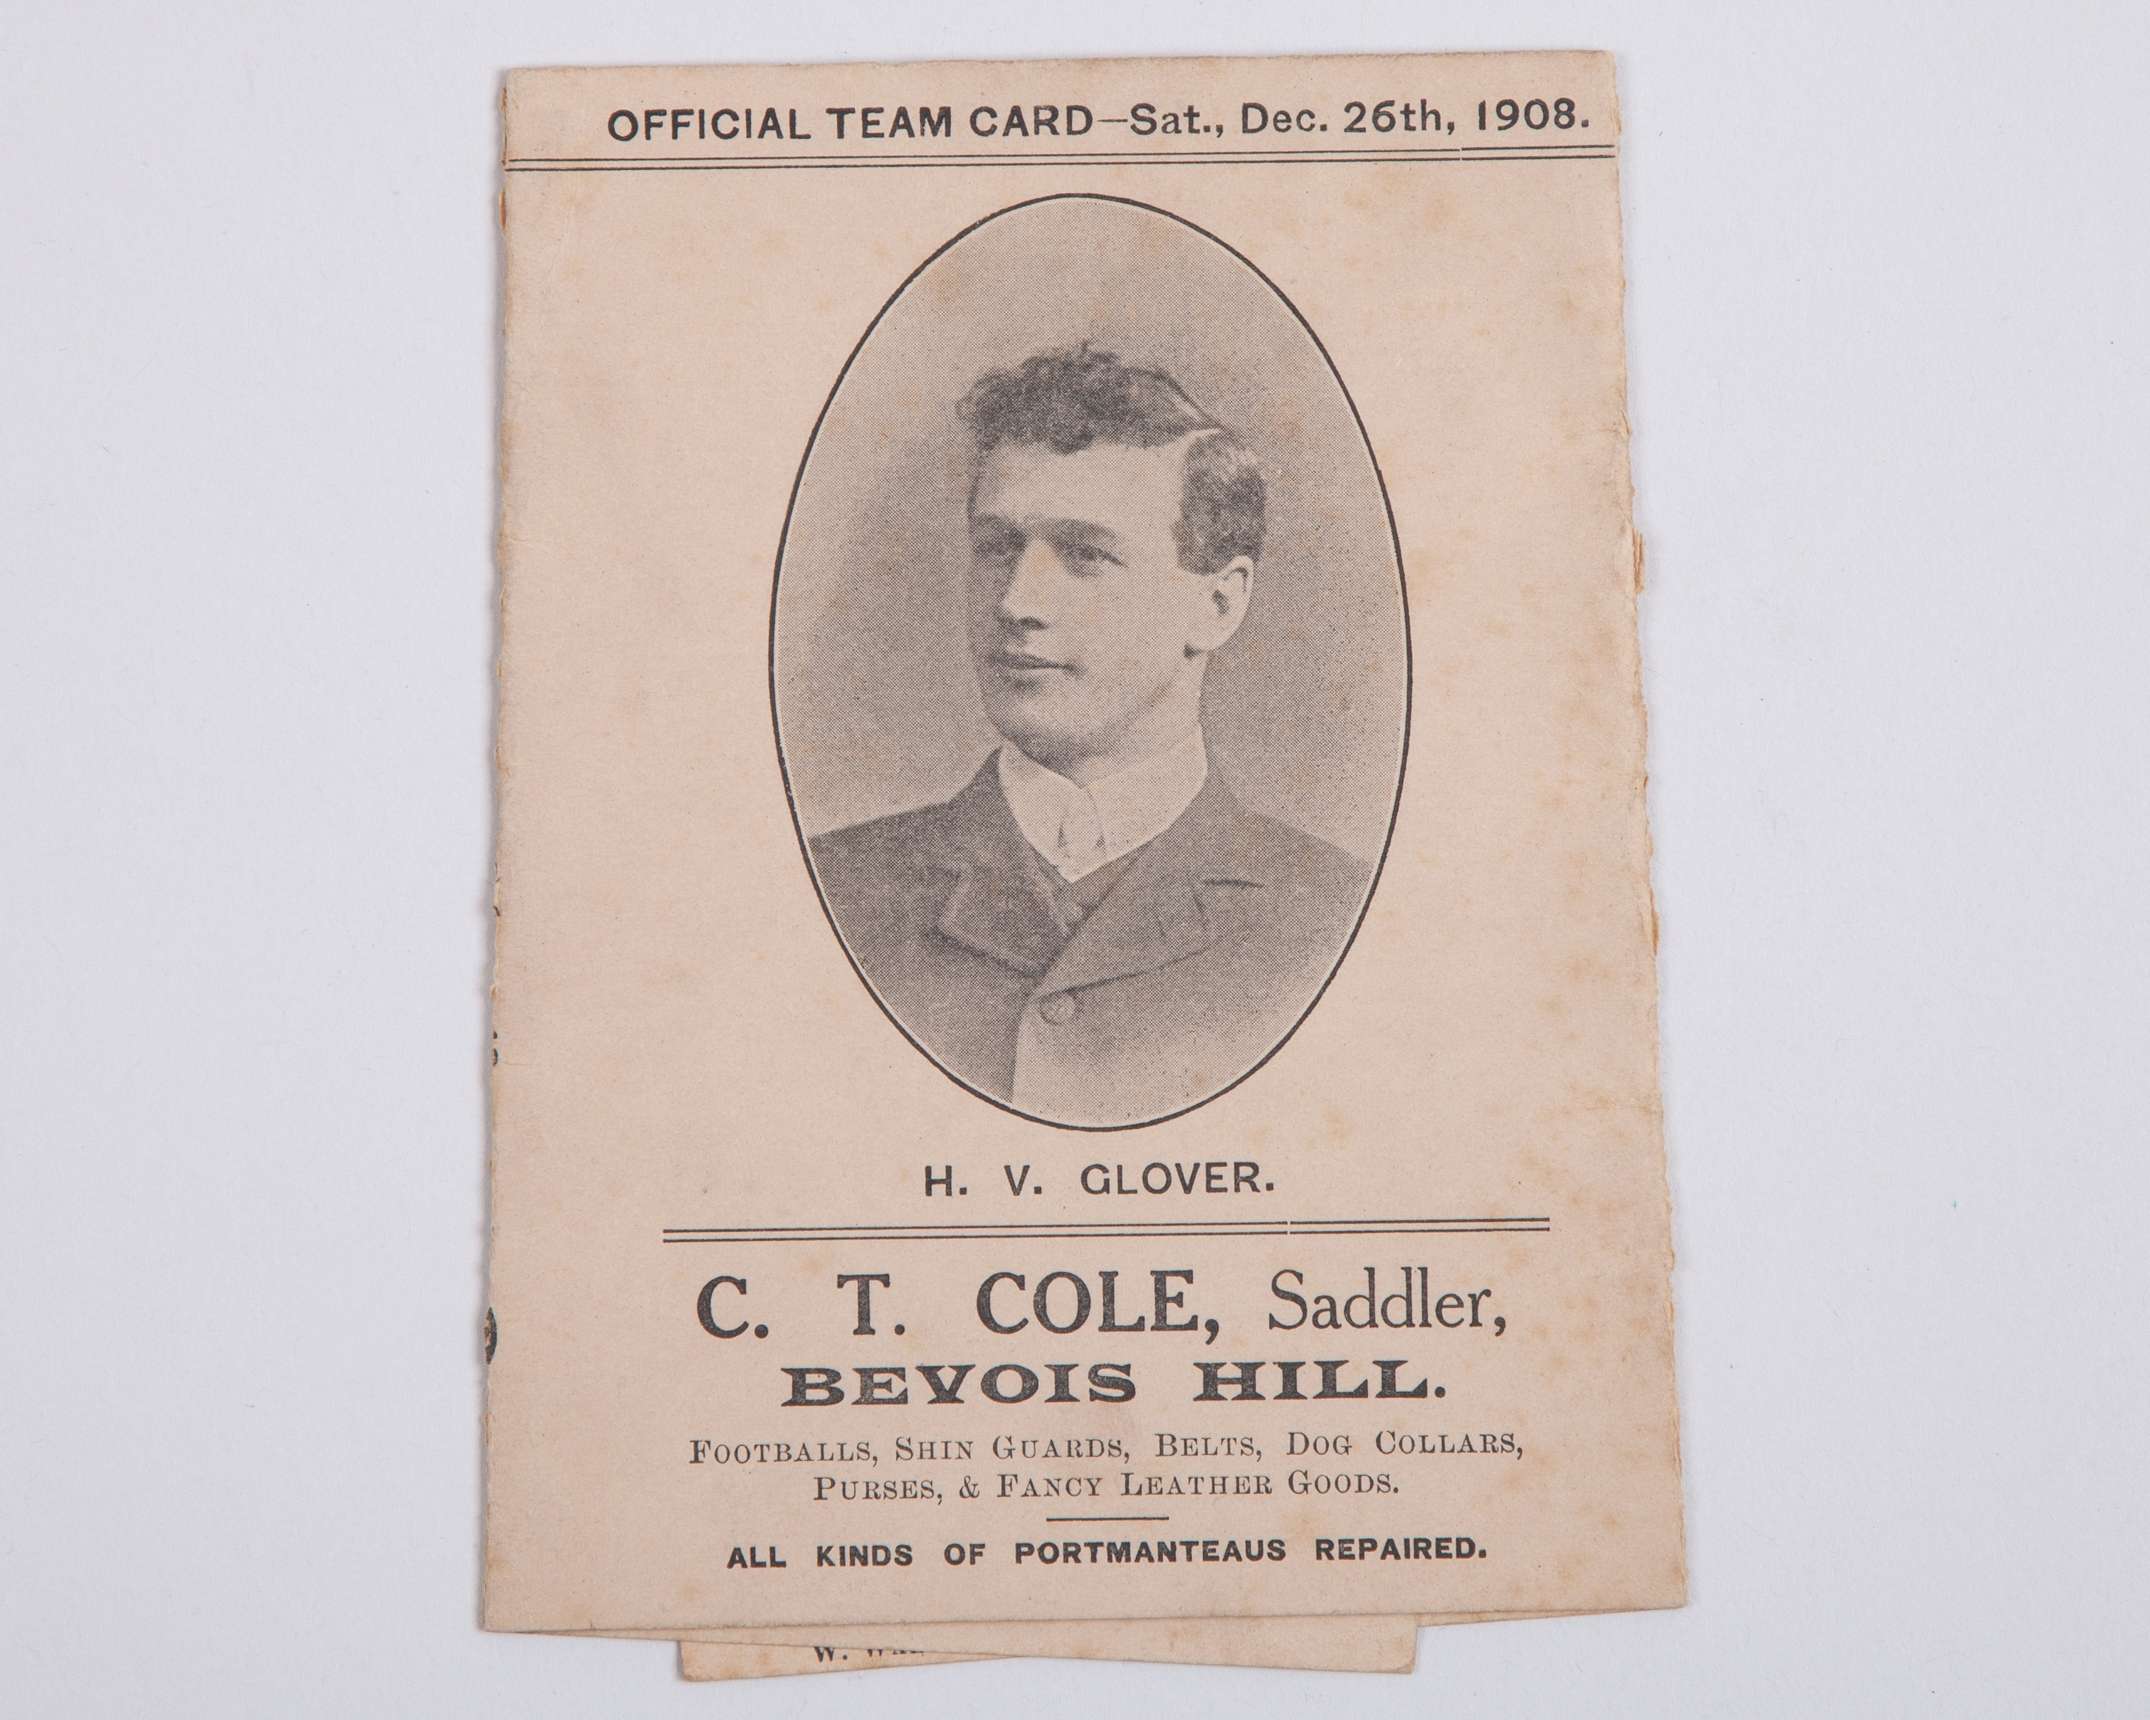 OFFICIAL TEAM CARD—Sat., Dec. 26th, 1908.
H. V. GLOVER.
C. T. COLE, Saddler,
BEVOIS HILL.
FOOTBALLS, SHIN GUARDS, BELTS, DOG COLLARS,
PURSES, & FANCY LEATHER GOODS.
ALL KINDS OF PORTMANTEAUS REPAIRED.
W.